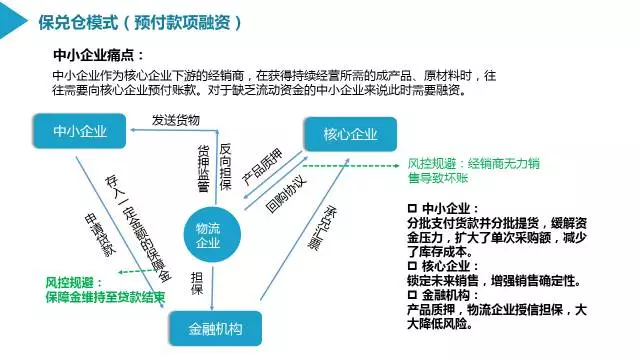 保兑仓模式（预付款项融资）
中小企业痛点：
中小企业作为核心企业下游的经销商，在获得持续经营所需的成产品、原材料时，往
往需要向核心企业预付账款。对于缺乏流动资金的中小企业来说此时需要融资。
发送货物
中小企业
核心企业
货押监管
反向担保
产品质押
回购协议
风控规避：经销商无力销
售导致坏账
存入一定金额的保障金
申请贷款
物流
企业
承兑汇票
担保
风控规避：
保障金维持至贷款结束
金融机构
中小企业：
分批支付货款并分批提货，缓解资
金压力，扩大了单次采购额，减少
了库存成本。
核心企业：
锁定未来销售，增强销售确定性。
金融机构：
产品质押，物流企业授信担保，大
大降低风险。